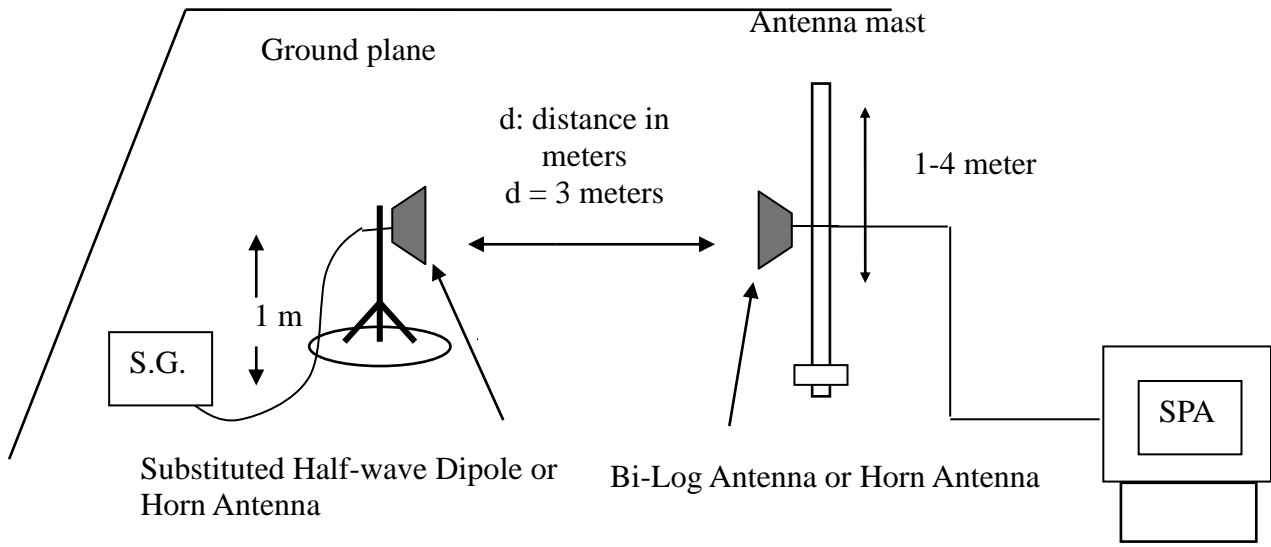 Antenna mast
Ground plane
d: distance in
meters
d = 3 meters
1-4 meter
1 m
S.G.
SPA
Substituted Half-wave Dipole or
Horn Antenna
Bi-Log Antenna or Horn Antenna